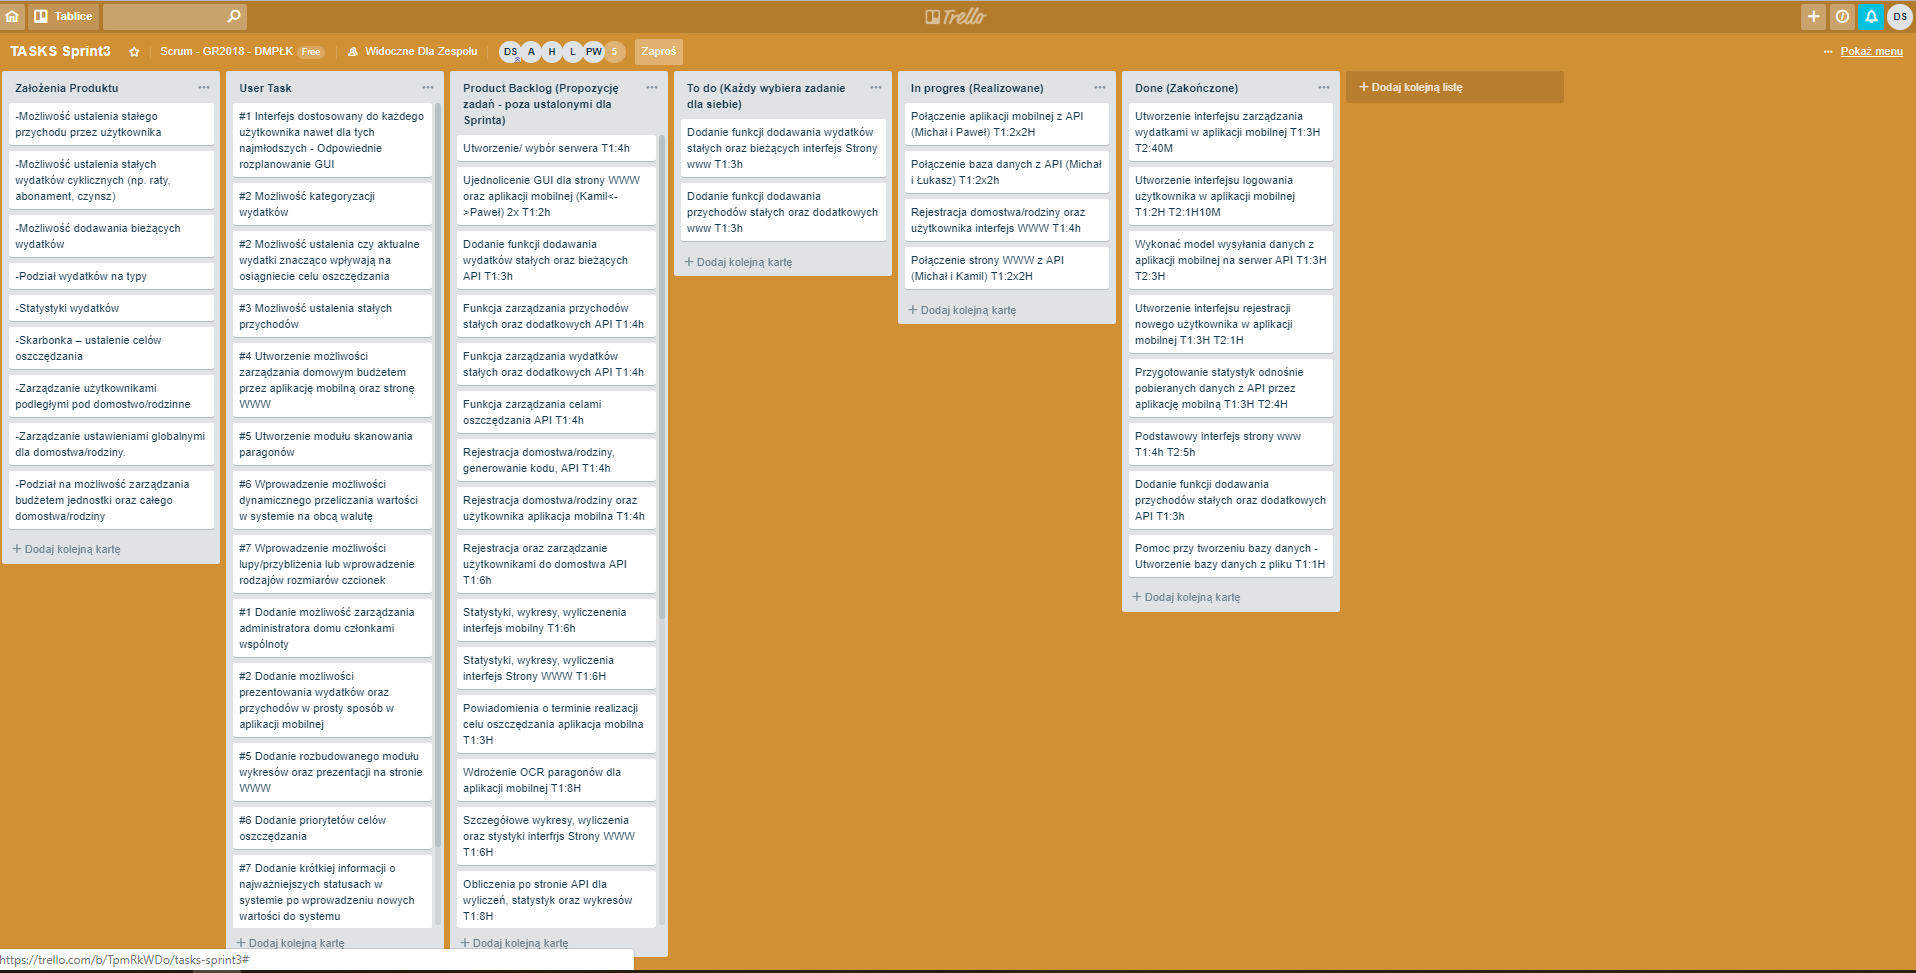 Tablice
Trello
DS
TASKS Sprint3
Scrum - GR2018 - DMPŁK Free
Widoczne Dla Zespołu
DS A H L PW 5
Zaproś
··· Pokaż menu
Założenia Produktu
-Możliwość ustalenia stałego
przychodu przez użytkownika
-Możliwość ustalenia stałych
wydatków cyklicznych (np. raty,
abonament, czynsz)
-Możliwość dodawania bieżących
wydatków
-Podział wydatków na typy
-Statystyki wydatków
-Skarbonka – ustalenie celów
oszczędzania
-Zarządzanie użytkownikami
podległymi pod domostwo/rodzinne
-Zarządzanie ustawieniami globalnymi
dla domostwa/rodziny.
-Podział na możliwość zarządzania
budżetem jednostki oraz całego
domostwa/rodziny
+ Dodaj kolejną kartę
User Task
#1 Interfejs dostosowany do każdego
użytkownika nawet dla tych
najmłodszych - Odpowiednie
rozplanowanie GUI
#2 Możliwość kategoryzacji
wydatków
#2 Możliwość ustalenia czy aktualne
wydatki znacząco wpływają na
osiągniecie celu oszczędzania
#3 Możliwość ustalenia stałych
przychodów
#4 Utworzenie możliwości
zarządzania domowym budżetem
przez aplikację mobilną oraz stronę
WWW
#5 Utworzenie modułu skanowania
paragonów
#6 Wprowadzenie możliwości
dynamicznego przeliczania wartości
w systemie na obcą walutę
#7 Wprowadzenie możliwości
lupy/przybliżenia lub wprowadzenie
rodzajów rozmiarów czcionek
#1 Dodanie możliwość zarządzania
administratora domu członkami
wspólnoty
#2 Dodanie możliwości
prezentowania wydatków oraz
przychodów w prosty sposób w
aplikacji mobilnej
#5 Dodanie rozbudowanego modułu
wykresów oraz prezentacji na stronie
WWW
#6 Dodanie priorytetów celów
oszczędzania
#7 Dodanie krótkiej informacji o
najważniejszych statusach w
systemie po wprowadzeniu nowych
wartości do systemu
+ Dodaj kolejną kartę
Product Backlog (Propozycję
zadań - poza ustalonymi dla
Sprinta)
Utworzenie/ wybór serwera T1:4h
Ujednolicenie GUI dla strony WWW
oraz aplikacji mobilnej (Kamil<-
>Paweł) 2x T1:2h
Dodanie funkcji dodawania
wydatków stałych oraz bieżących
API T1:3h
Funkcja zarządzania przychodów
stałych oraz dodatkowych API T1:4h
Funkcja zarządzania wydatków
stałych oraz dodatkowych API T1:4h
Funkcja zarządzania celami
oszczędzania API T1:4h
Rejestracja domostwa/rodziny,
generowanie kodu, API T1:4h
Rejestracja domostwa/rodziny oraz
użytkownika aplikacja mobilna T1:4h
Rejestracja oraz zarządzanie
użytkownikami do domostwa API
T1:6h
Statystyki, wykresy, wyliczenenia
interfejs mobilny T1:6h
Statystyki, wykresy, wyliczenia
interfejs Strony WWW T1:6H
Powiadomienia o terminie realizacji
celu oszczędzania aplikacja mobilna
T1:3H
Wdrożenie OCR paragonów dla
aplikacji mobilnej T1:8H
Szczegółowe wykresy, wyliczenia
oraz stystyki interfrjs Strony WWW
T1:6H
Obliczenia po stronie API dla
wyliczeń, statystyk oraz wykresów
T1:8H
+ Dodaj kolejną kartę
To do (Każdy wybiera zadanie
dla siebie)
Dodanie funkcji dodawania wydatków
stałych oraz bieżących interfejs Strony
www T1:3h
Dodanie funkcji dodawania
przychodów stałych oraz dodatkowych
www T1:3h
+ Dodaj kolejną kartę
In progres (Realizowane)
Połączenie aplikacji mobilnej z API
(Michał i Paweł) T1:2x2H
Połączenie baza danych z API (Michał
i Łukasz) T1:2x2h
Rejestracja domostwa/rodziny oraz
użytkownika interfejs WWW T1:4h
Połączenie strony WWW z API
(Michał i Kamil) T1:2x2H
+ Dodaj kolejną kartę
Done (Zakończone)
Utworzenie interfejsu zarządzania
wydatkami w aplikacji mobilnej T1:3H
T2:40M
Utworzenie interfejsu logowania
użytkownika w aplikacji mobilnej
T1:2H T2:1H10M
Wykonać model wysyłania danych z
aplikacji mobilnej na serwer API T1:3H
T2:3H
Utworzenie interfejsu rejestracji
nowego użytkownika w aplikacji
mobilnej T1:3H T2:1H
Przygotowanie statystyk odnośnie
pobieranych danych z API przez
aplikację mobilną T1:3H T2:4H
Podstawowy interfejs strony www
T1:4h T2:5h
Dodanie funkcji dodawania
przychodów stałych oraz dodatkowych
API T1:3h
Pomoc przy tworzeniu bazy danych -
Utworzenie bazy danych z pliku T1:1H
+ Dodaj kolejną kartę
+ Dodaj kolejną listę
https://trello.com/b/TpmRkWDo/tasks-sprint3#